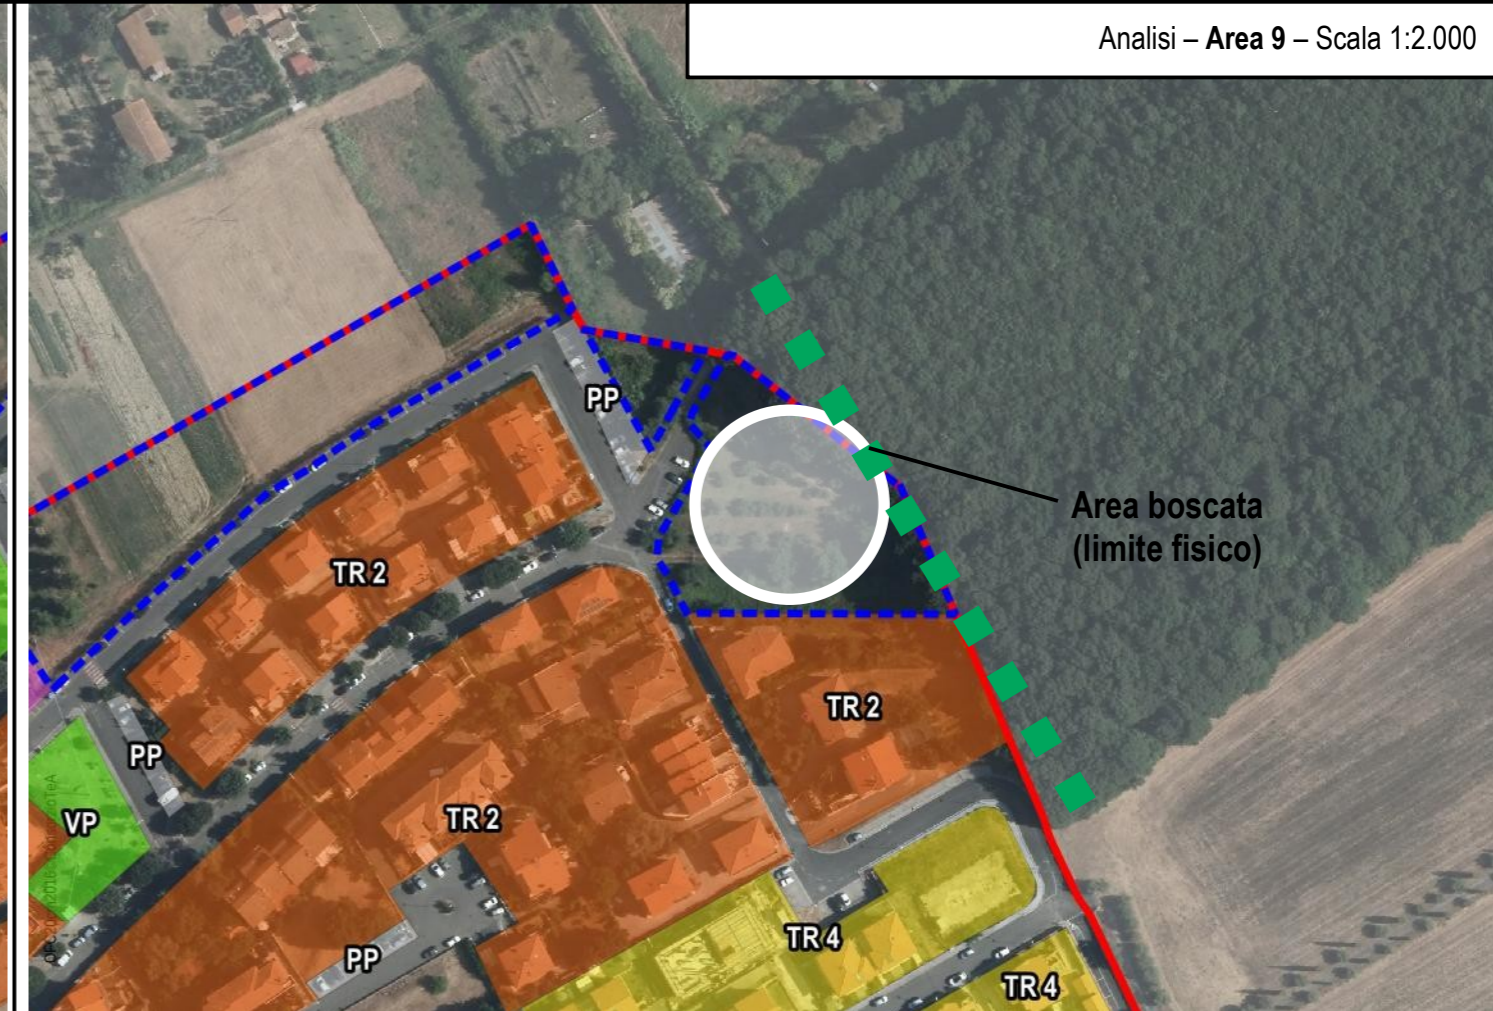 Analisi – Area 9 – Scala 1:2.000
PP
TR 2
Area boscata
(limite fisico)
TR 2
PP
VP
TR 2
TR 4
PP
TR 4